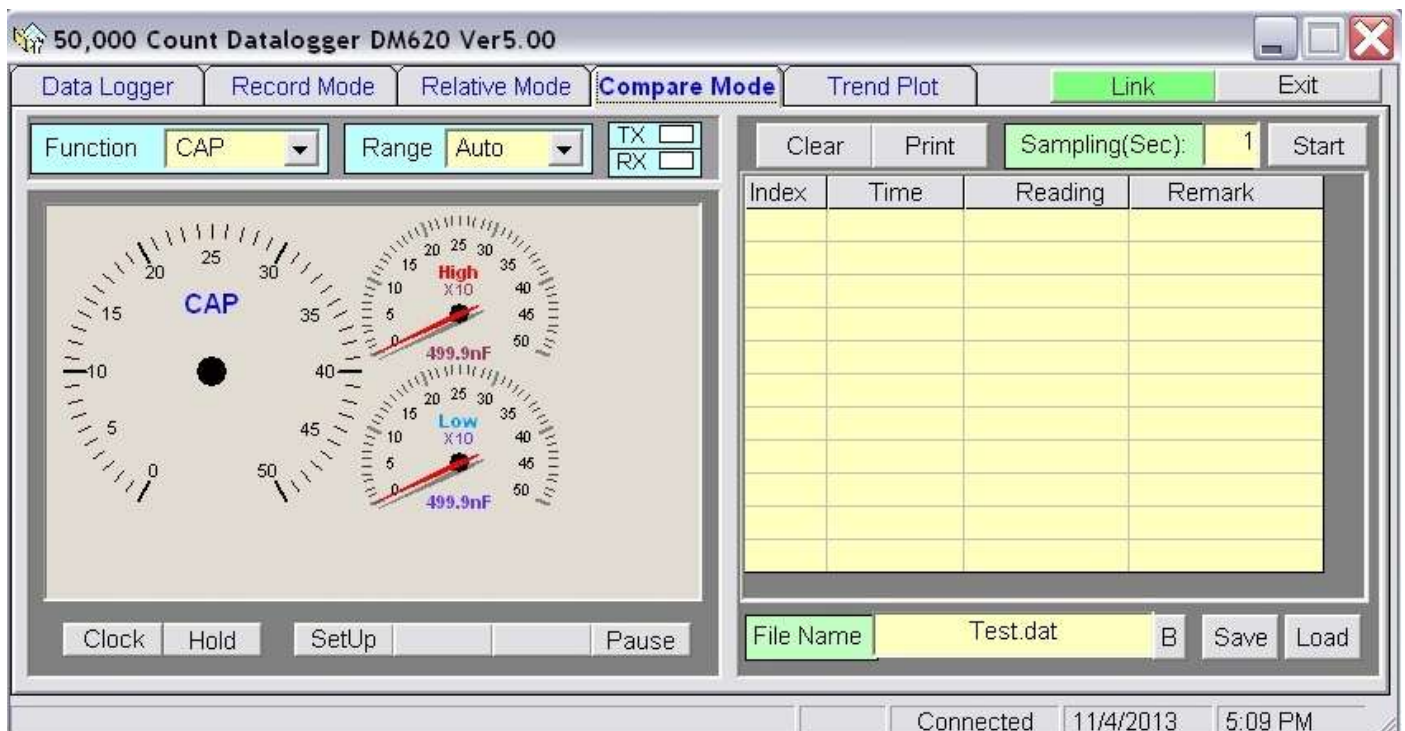 50,000 Count Datalogger DM620 Ver5.00
Data Logger Record Mode Relative Mode Compare Mode Trend Plot Link Exit
Function CAP Range Auto TX RX
Clear Print Sampling(Sec): 1 Start
Index Time Reading Remark
0 5 10 15 20 25 30 35 40 45 50
CAP
0 5 10 15 20 25 30 35 40 45 50
High
X10
499.9nF
0 5 10 15 20 25 30 35 40 45 50
Low
X10
499.9nF
Clock Hold SetUp Pause
File Name Test.dat B Save Load
Connected 11/4/2013 5:09 PM